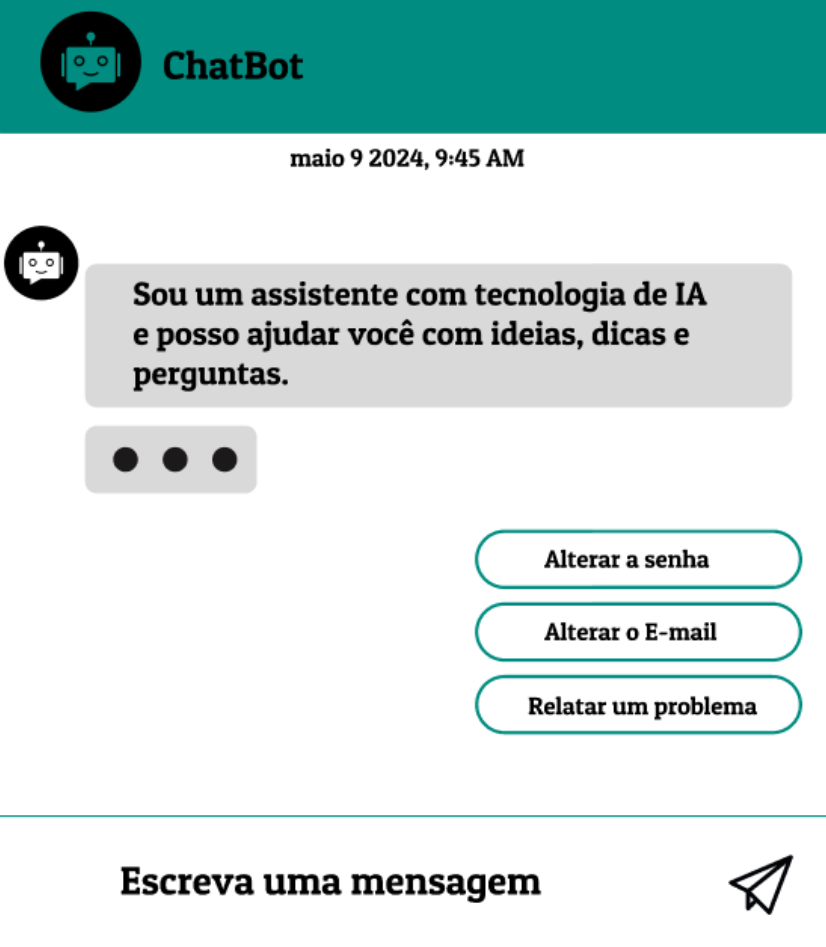 ChatBot
maio 9 2024, 9:45 AM
Sou um assistente com tecnologia de IA
e posso ajudar você com ideias, dicas e
perguntas.
Alterar a senha
Alterar o E-mail
Relatar um problema
Escreva uma mensagem